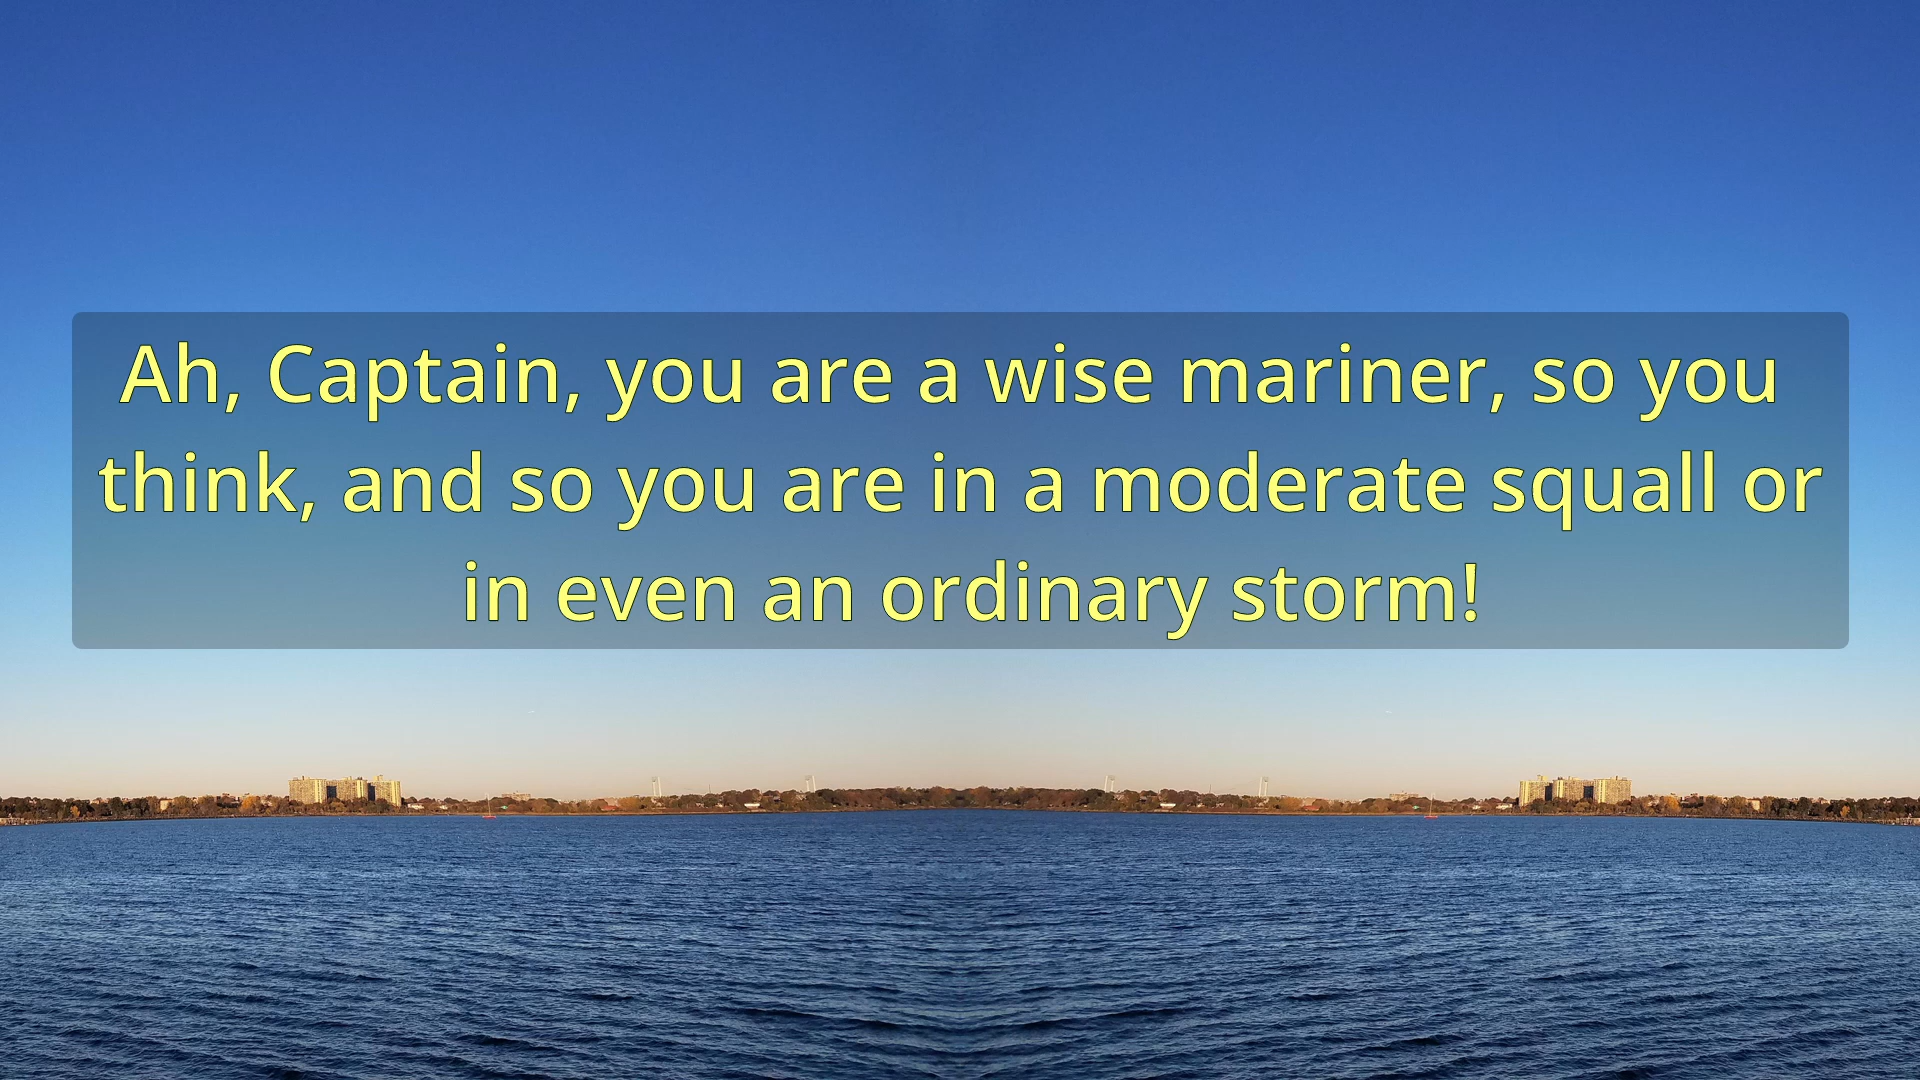 Ah, Captain, you are a wise mariner, so you
think, and so you are in a moderate squall or
in even an ordinary storm!